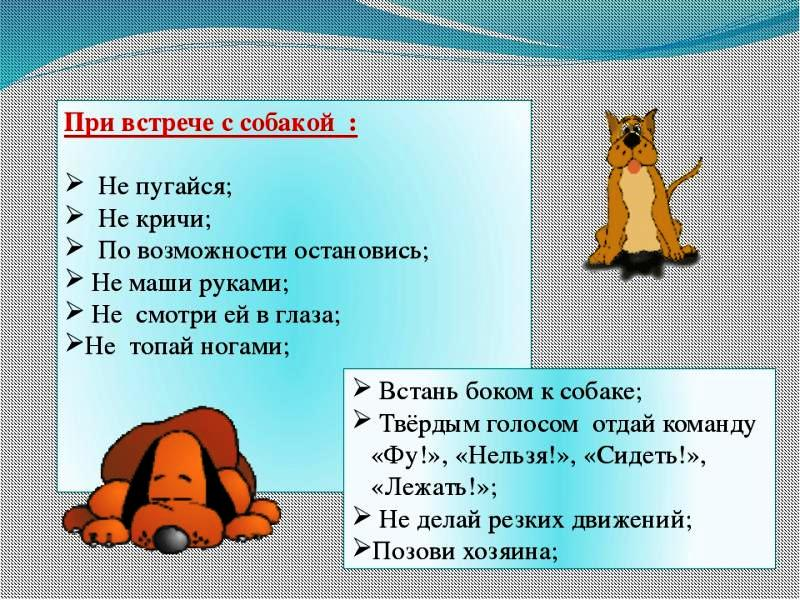 При встрече с собакой  :
➢ Не пугайся;
➢ Не кричи;
➢ По возможности остановись;
➢ Не маши руками;
➢ Не  смотри ей в глаза;
➢Не  топай ногами;
➢ Встань боком к собаке;
➢ Твёрдым голосом  отдай команду
«Фу!», «Нельзя!», «Сидеть!»,
«Лежать!»;
➢ Не делай резких движений;
➢Позови хозяина;